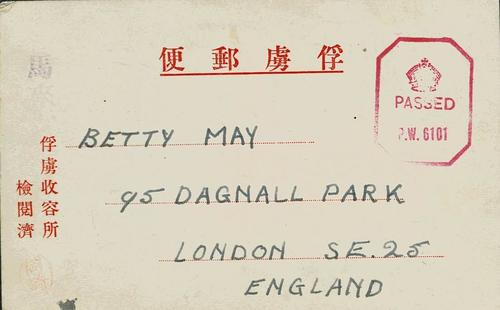 便郵虜俘
PASSED
P.W. 6101
BETTY MAY
95 DAGNALL PARK
LONDON SE.25
ENGLAND
俘虜收容所
檢閲濟